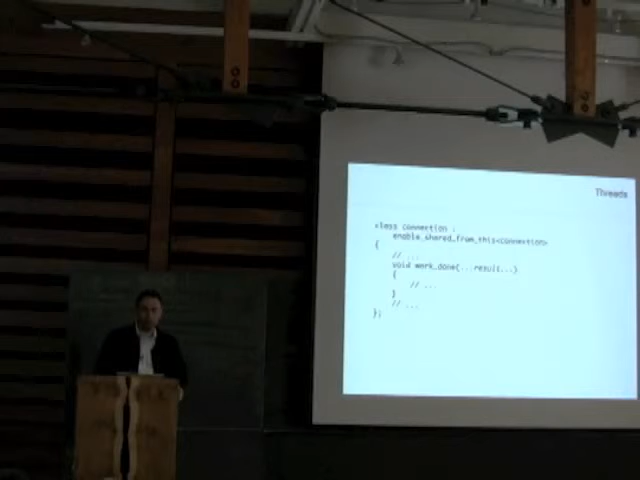 Threads
class connection :
enable_shared_from_this<connection>
{
// ...
void work_done(...result...)
{
// ...
}
// ...
};